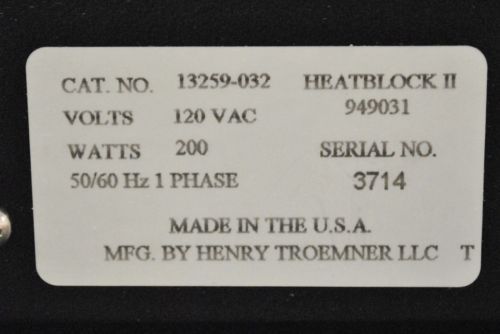 CAT. NO. 13259-032 HEATBLOCK II
949031
VOLTS 120 VAC
WATTS 200 SERIAL NO.
50/60 Hz 1 PHASE 3714
MADE IN THE U.S.A.
MFG. BY HENRY TROEMNER LLC T